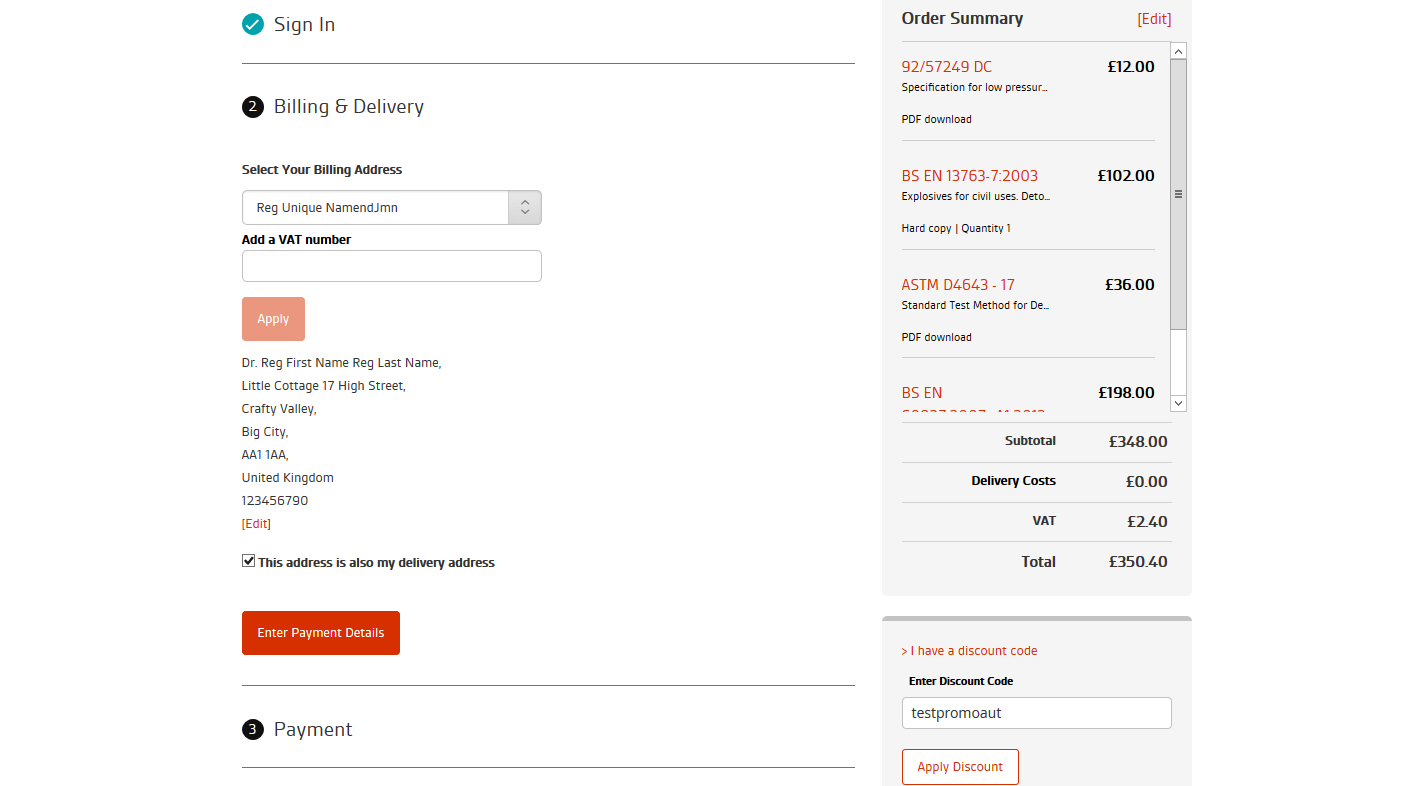 Sign In
2 Billing & Delivery
Select Your Billing Address
Reg Unique NamendJmn
Add a VAT number
Apply
Dr. Reg First Name Reg Last Name,
Little Cottage 17 High Street,
Crafty Valley,
Big City,
AA1 1AA,
United Kingdom
123456790
[Edit]
This address is also my delivery address
Enter Payment Details
3 Payment
Order Summary [Edit]
92/57249 DC £12.00
Specification for low pressur...
PDF download
BS EN 13763-7:2003 £102.00
Explosives for civil uses. Deto...
Hard copy | Quantity 1
ASTM D4643 - 17 £36.00
Standard Test Method for De...
PDF download
BS EN £198.00
Subtotal £348.00
Delivery Costs £0.00
VAT £2.40
Total £350.40
> I have a discount code
Enter Discount Code
testpromoaut
Apply Discount